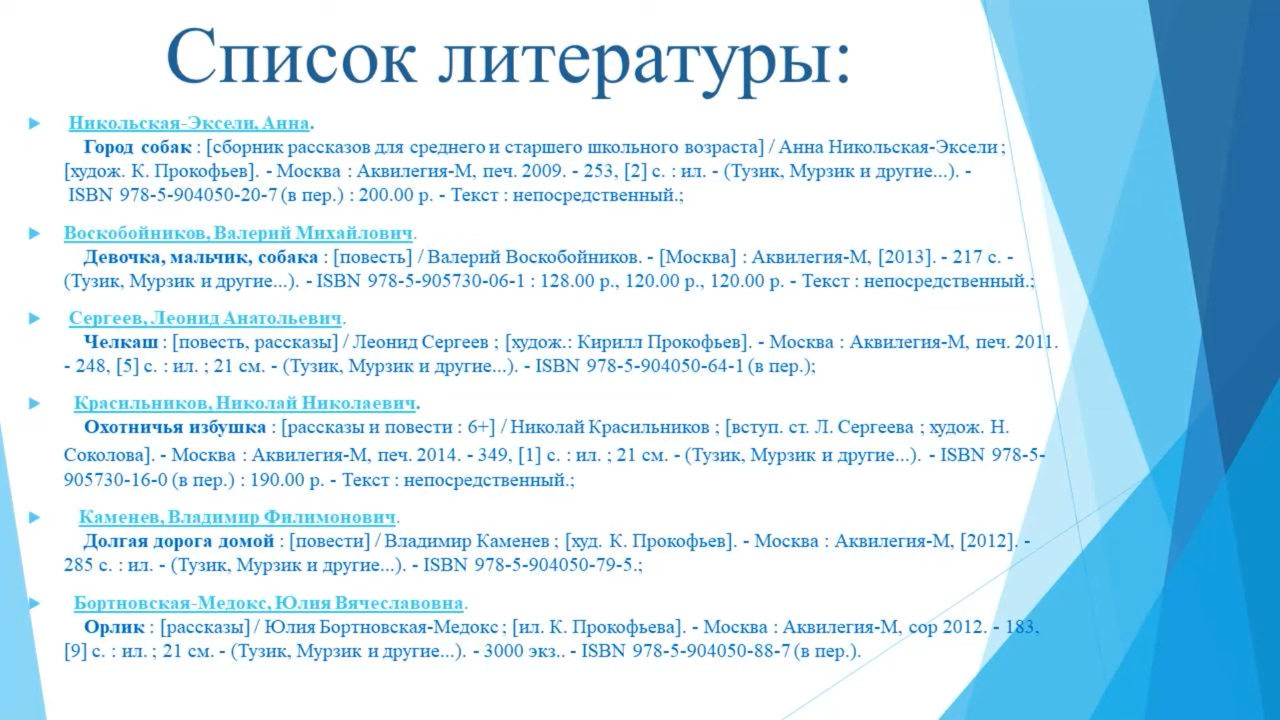 Список литературы:
Никольская-Эксели, Анна.
Город собак : [сборник рассказов для среднего и старшего школьного возраста] / Анна Никольская-Эксели ;
[худож. К. Прокофьев]. - Москва : Аквилегия-М, печ. 2009. - 253, [2] с. : ил. - (Тузик, Мурзик и другие...). -
ISBN 978-5-904050-20-7 (в пер.) : 200.00 р. - Текст : непосредственный.;
Воскобойников, Валерий Михайлович.
Девочка, мальчик, собака : [повесть] / Валерий Воскобойников. - [Москва] : Аквилегия-М, [2013]. - 217 с. -
(Тузик, Мурзик и другие...). - ISBN 978-5-905730-06-1 : 128.00 р., 120.00 р., 120.00 р. - Текст : непосредственный.;
Сергеев, Леонид Анатольевич.
Челкаш : [повесть, рассказы] / Леонид Сергеев ; [худож.: Кирилл Прокофьев]. - Москва : Аквилегия-М, печ. 2011.
- 248, [5] с. : ил. ; 21 см. - (Тузик, Мурзик и другие...). - ISBN 978-5-904050-64-1 (в пер.);
Красильников, Николай Николаевич.
Охотничья избушка : [рассказы и повести : 6+] / Николай Красильников ; [вступ. ст. Л. Сергеева ; худож. Н.
Соколова]. - Москва : Аквилегия-М, печ. 2014. - 349, [1] с. : ил. ; 21 см. - (Тузик, Мурзик и другие...). - ISBN 978-5-
905730-16-0 (в пер.) : 190.00 р. - Текст : непосредственный.;
Каменев, Владимир Филимонович.
Долгая дорога домой : [повести] / Владимир Каменев ; [худ. К. Прокофьев]. - Москва : Аквилегия-М, [2012]. -
285 с. : ил. - (Тузик, Мурзик и другие...). - ISBN 978-5-904050-79-5.;
Бортновская-Медокс, Юлия Вячеславовна.
Орлик : [рассказы] / Юлия Бортновская-Медокс ; [ил. К. Прокофьева]. - Москва : Аквилегия-М, сор 2012. - 183,
[9] с. : ил. ; 21 см. - (Тузик, Мурзик и другие...). - 3000 экз.. - ISBN 978-5-904050-88-7 (в пер.).